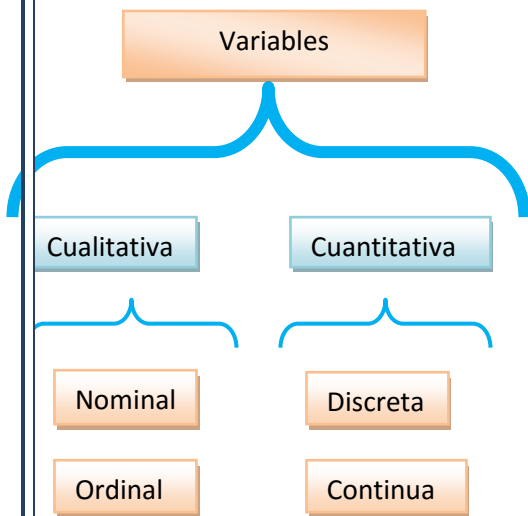 Variables
Cualitativa
Cuantitativa
Nominal
Discreta
Ordinal
Continua